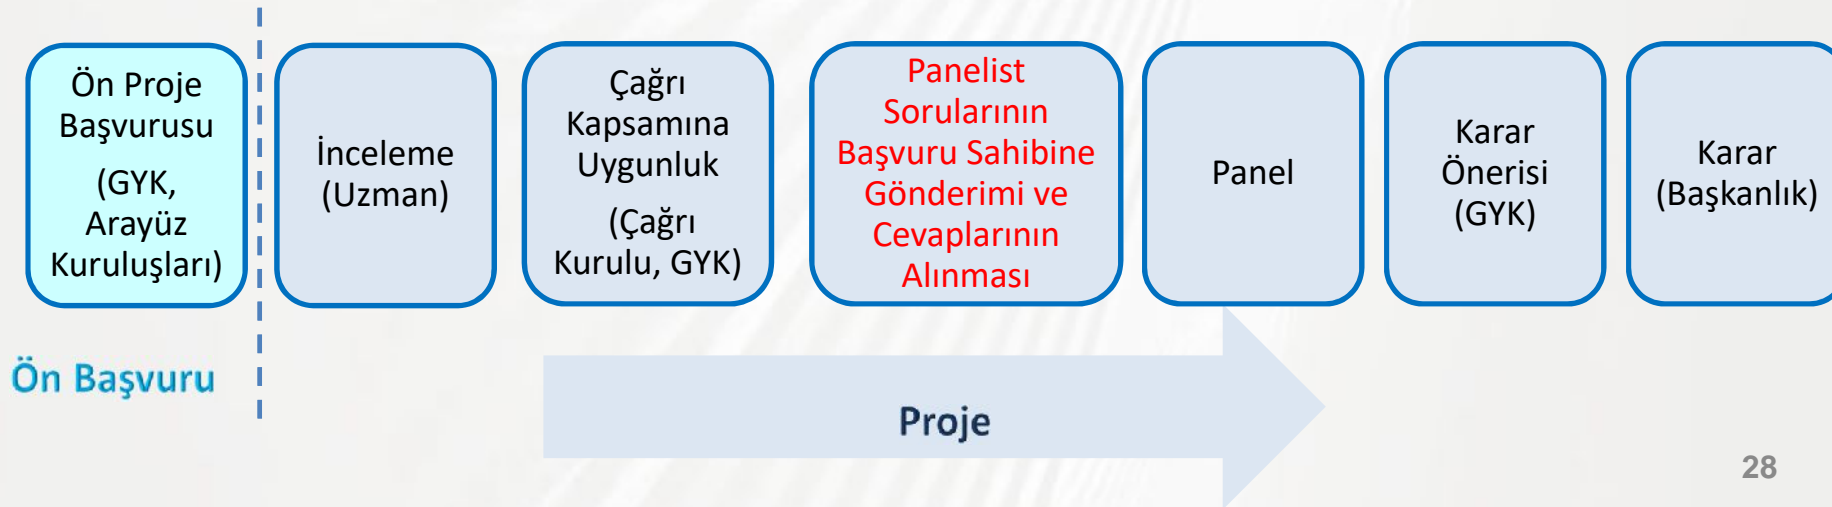 Ön Proje
Başvurusu
(GYK,
Arayüz
Kuruluşları)
İnceleme
(Uzman)
Çağrı
Kapsamına
Uygunluk
(Çağrı
Kurulu, GYK)
Panelist
Sorularının
Başvuru Sahibine
Gönderimi ve
Cevaplarının
Alınması
Panel
Karar
Önerisi
(GYK)
Karar
(Başkanlık)
Ön Başvuru
Proje
28